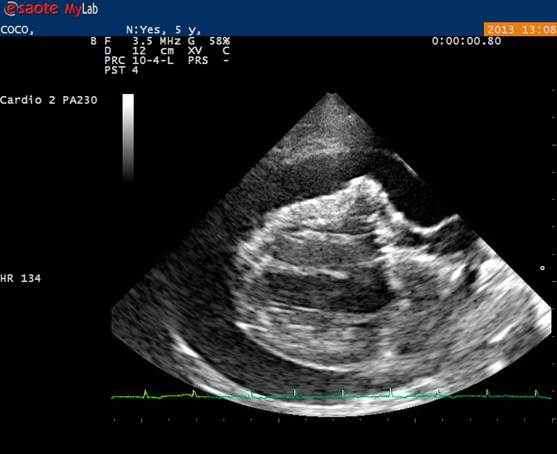 esaote MyLab
COCO, N:Yes, 5 y, 2013 13:08
B F 3.5 MHz G 58% 0:00:00.80
D 12 cm XV C
PRC 10-4-L PRS -
PST 4
Cardio 2 PA230
HR 134